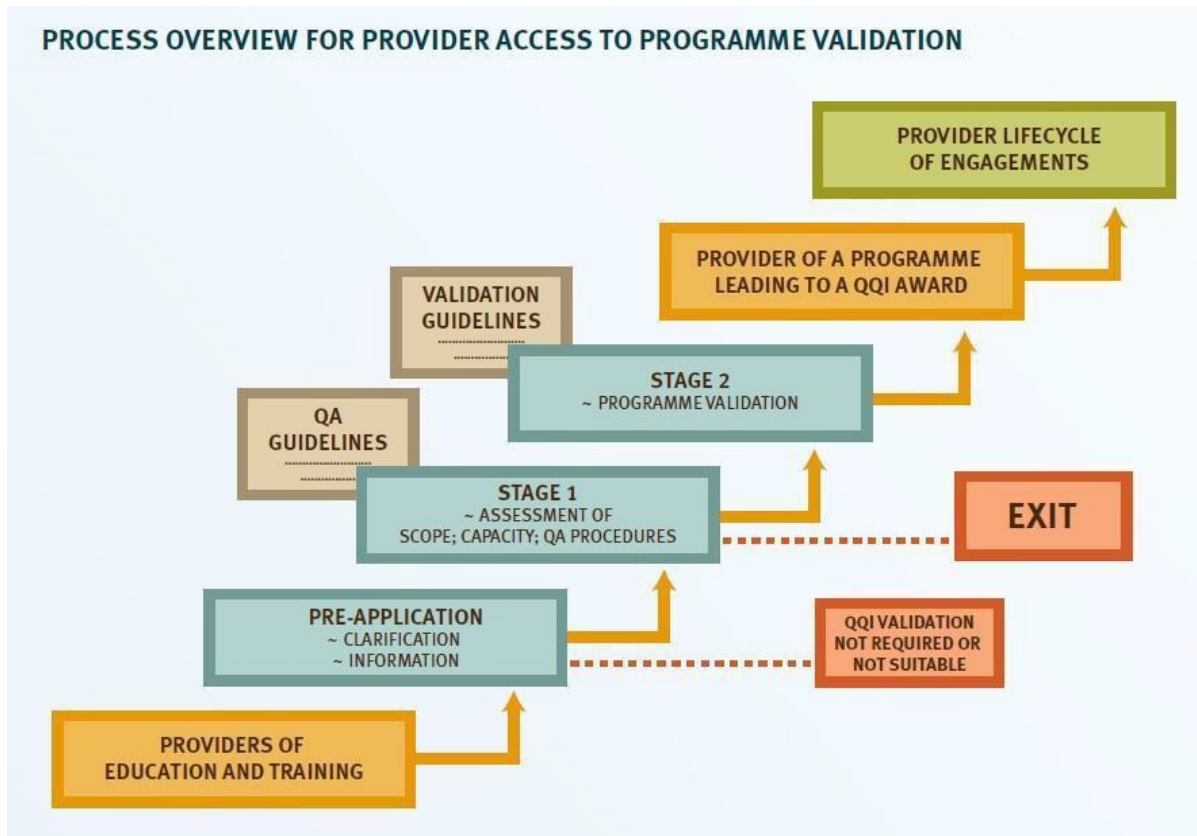 PROCESS OVERVIEW FOR PROVIDER ACCESS TO PROGRAMME VALIDATION
PROVIDER LIFECYCLE
OF ENGAGEMENTS
PROVIDER OF A PROGRAMME
LEADING TO A QQI AWARD
VALIDATION
GUIDELINES
STAGE 2
~ PROGRAMME VALIDATION
QA
GUIDELINES
STAGE 1
~ ASSESSMENT OF
SCOPE; CAPACITY; QA PROCEDURES
EXIT
PRE-APPLICATION
~ CLARIFICATION
~ INFORMATION
QQI VALIDATION
NOT REQUIRED OR
NOT SUITABLE
PROVIDERS OF
EDUCATION AND TRAINING